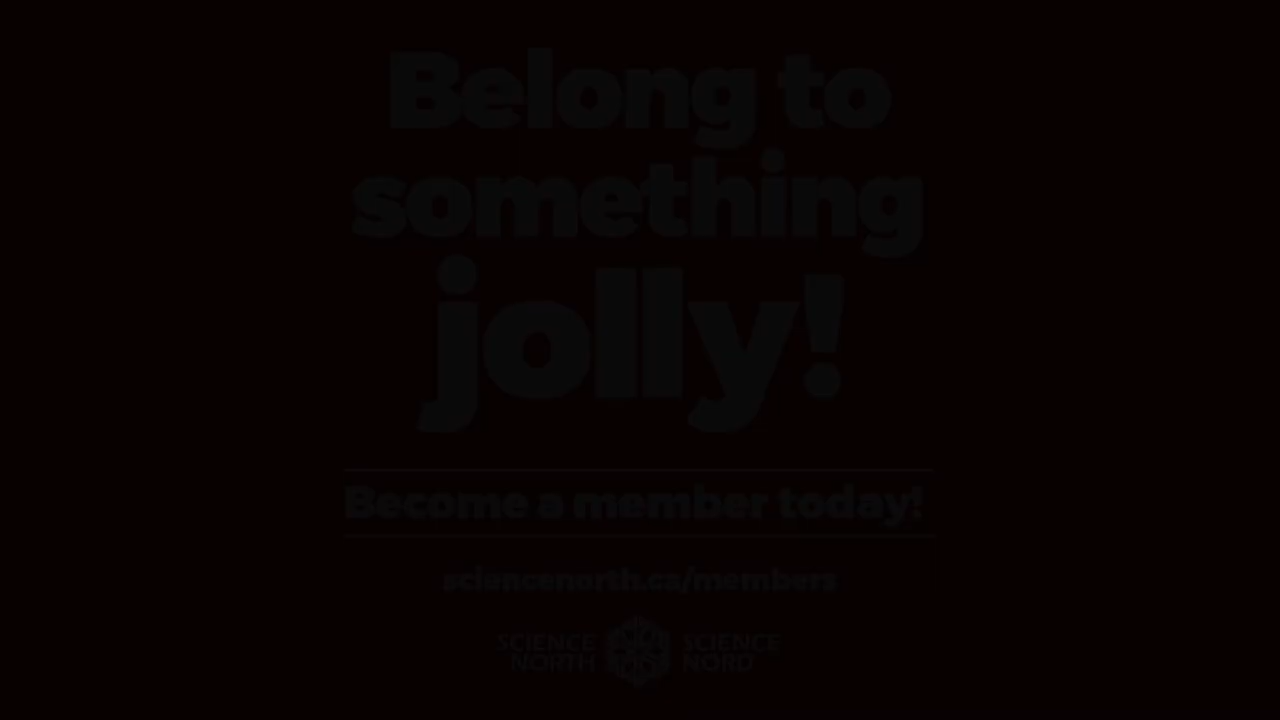 Belong to
something
jolly!
Become a member today!
sciencenorth.ca/members
SCIENCE NORTH
SCIENCE NORD